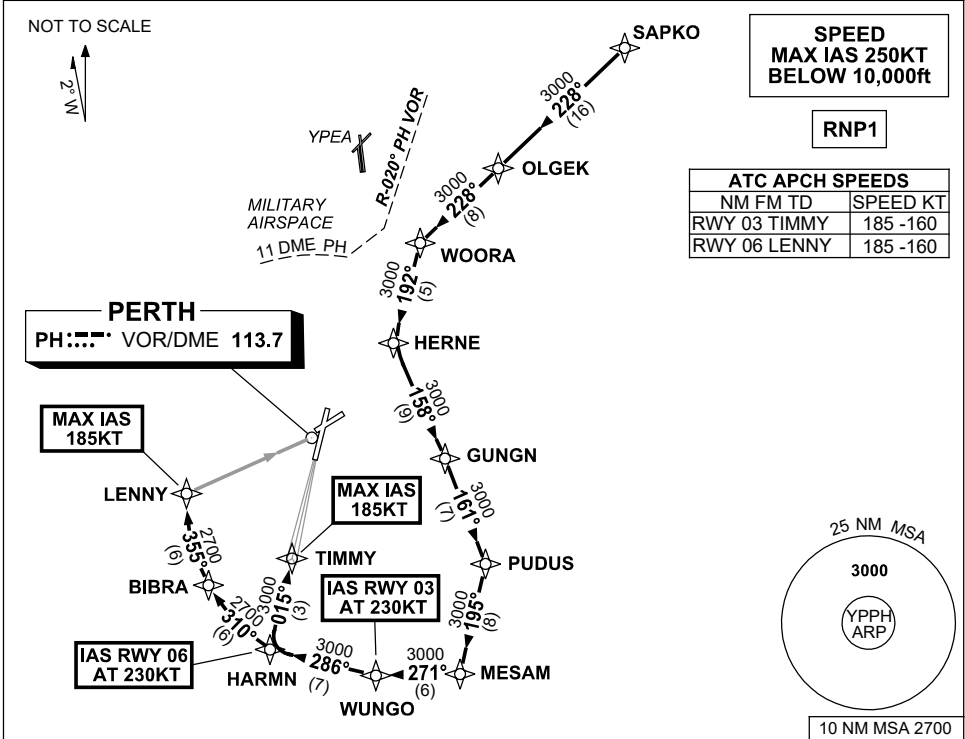 NOT TO SCALE
2° W
SAPKO
SPEED
MAX IAS 250KT
BELOW 10,000ft
RNP1
ATC APCH SPEEDS
NM FM TD SPEED KT
RWY 03 TIMMY 185 -160
RWY 06 LENNY 185 -160
3000
228°
(16)
OLGEK
YPEA
R-020° PH VOR
MILITARY
AIRSPACE
11 DME PH
3000
228°
(8)
WOORA
3000
192°
(5)
HERNE
PERTH
PH VOR/DME 113.7
3000
158°
(9)
GUNGN
MAX IAS
185KT
LENNY
3000
161°
(7)
PUDUS
MAX IAS
185KT
TIMMY
2700
355°
(6)
BIBRA
3000
015°
(3)
IAS RWY 03
AT 230KT
3000
195°
(8)
MESAM
2700
310°
(6)
IAS RWY 06
AT 230KT
HARMN
3000
286°
(7)
WUNGO
3000
271°
(6)
25 NM MSA
3000
YPPH
ARP
10 NM MSA 2700